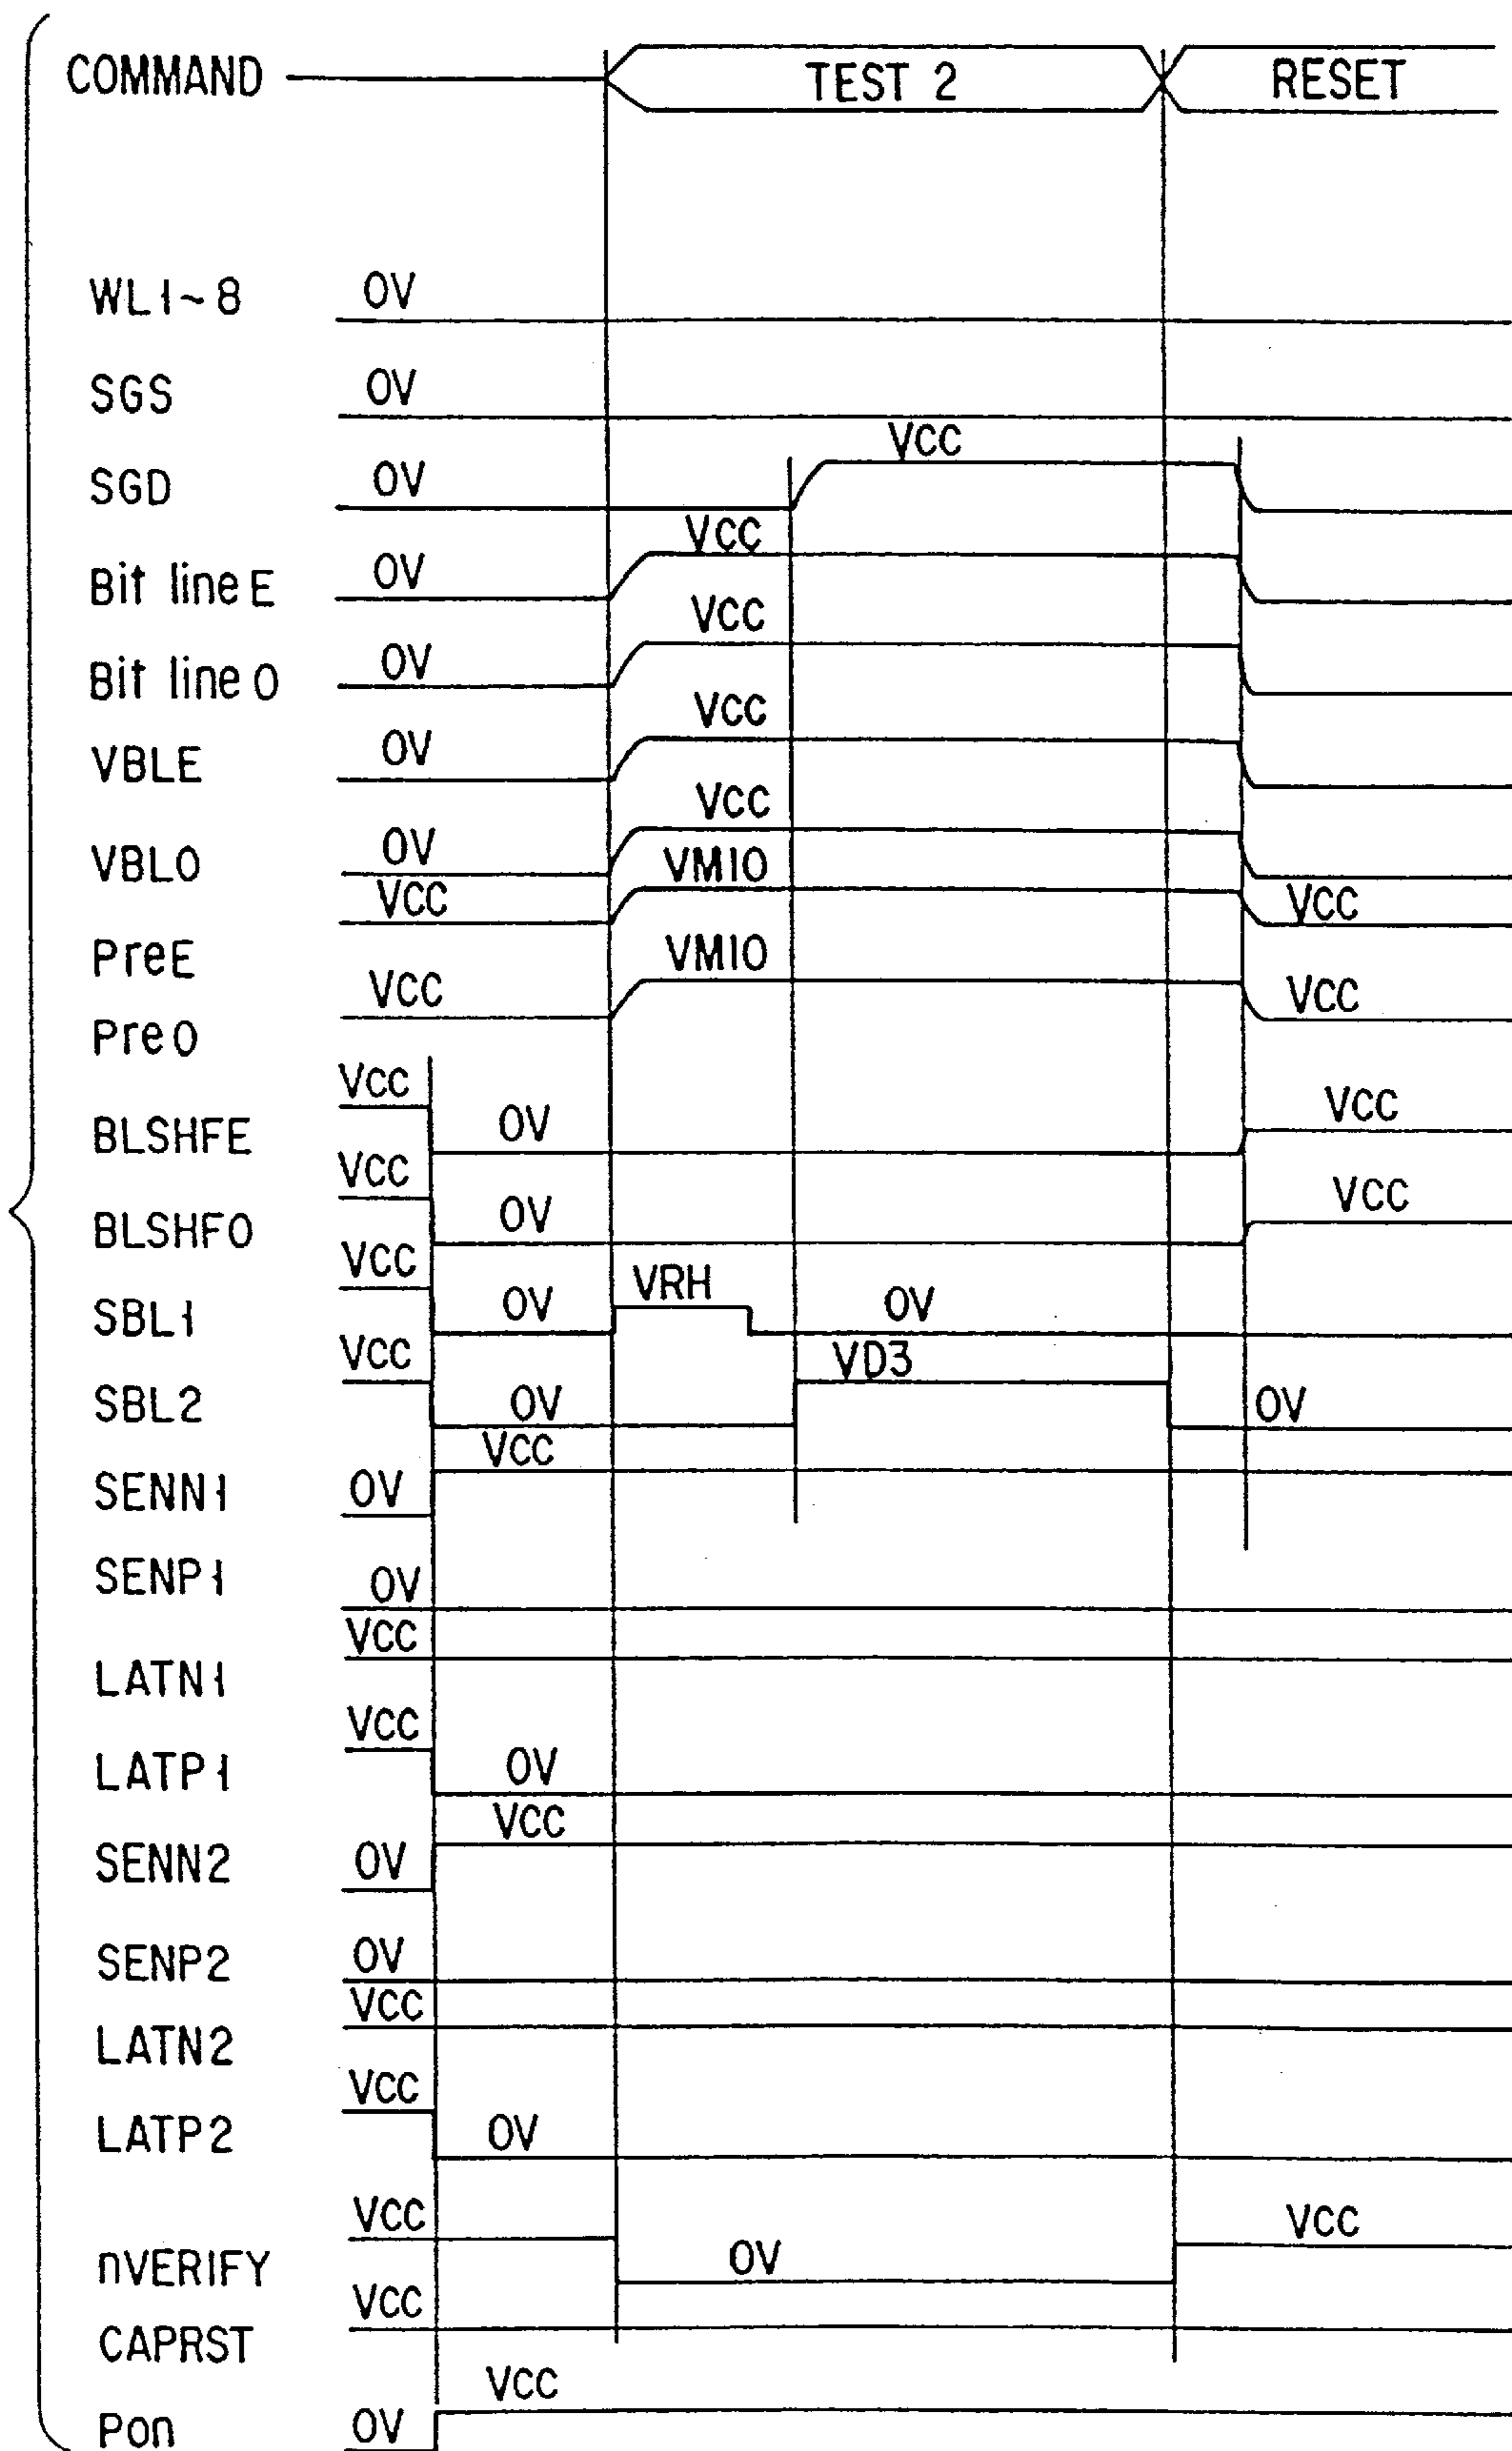 COMMAND TEST 2 RESET
WL1~8 0V
SGS 0V
VCC
SGD 0V
VCC
Bit line E 0V
VCC
Bit line O 0V
VCC
VBLE 0V
VCC
VBLO 0V
VM10
VCC VCC
PreE VM10
VCC VCC
PreO
VCC
BLSHFE 0V VCC
VCC
BLSHFO 0V VCC
VCC VRH
SBL1 0V 0V
VCC VD3
SBL2 0V 0V
VCC
SENN1 0V
SENP1 0V
VCC
LATN1
VCC
LATP1 0V
VCC
SENN2 0V
SENP2 0V
VCC
LATN2
VCC
LATP2 0V
VCC VCC
nVERIFY 0V
VCC
CAPRST
VCC
Pon 0V